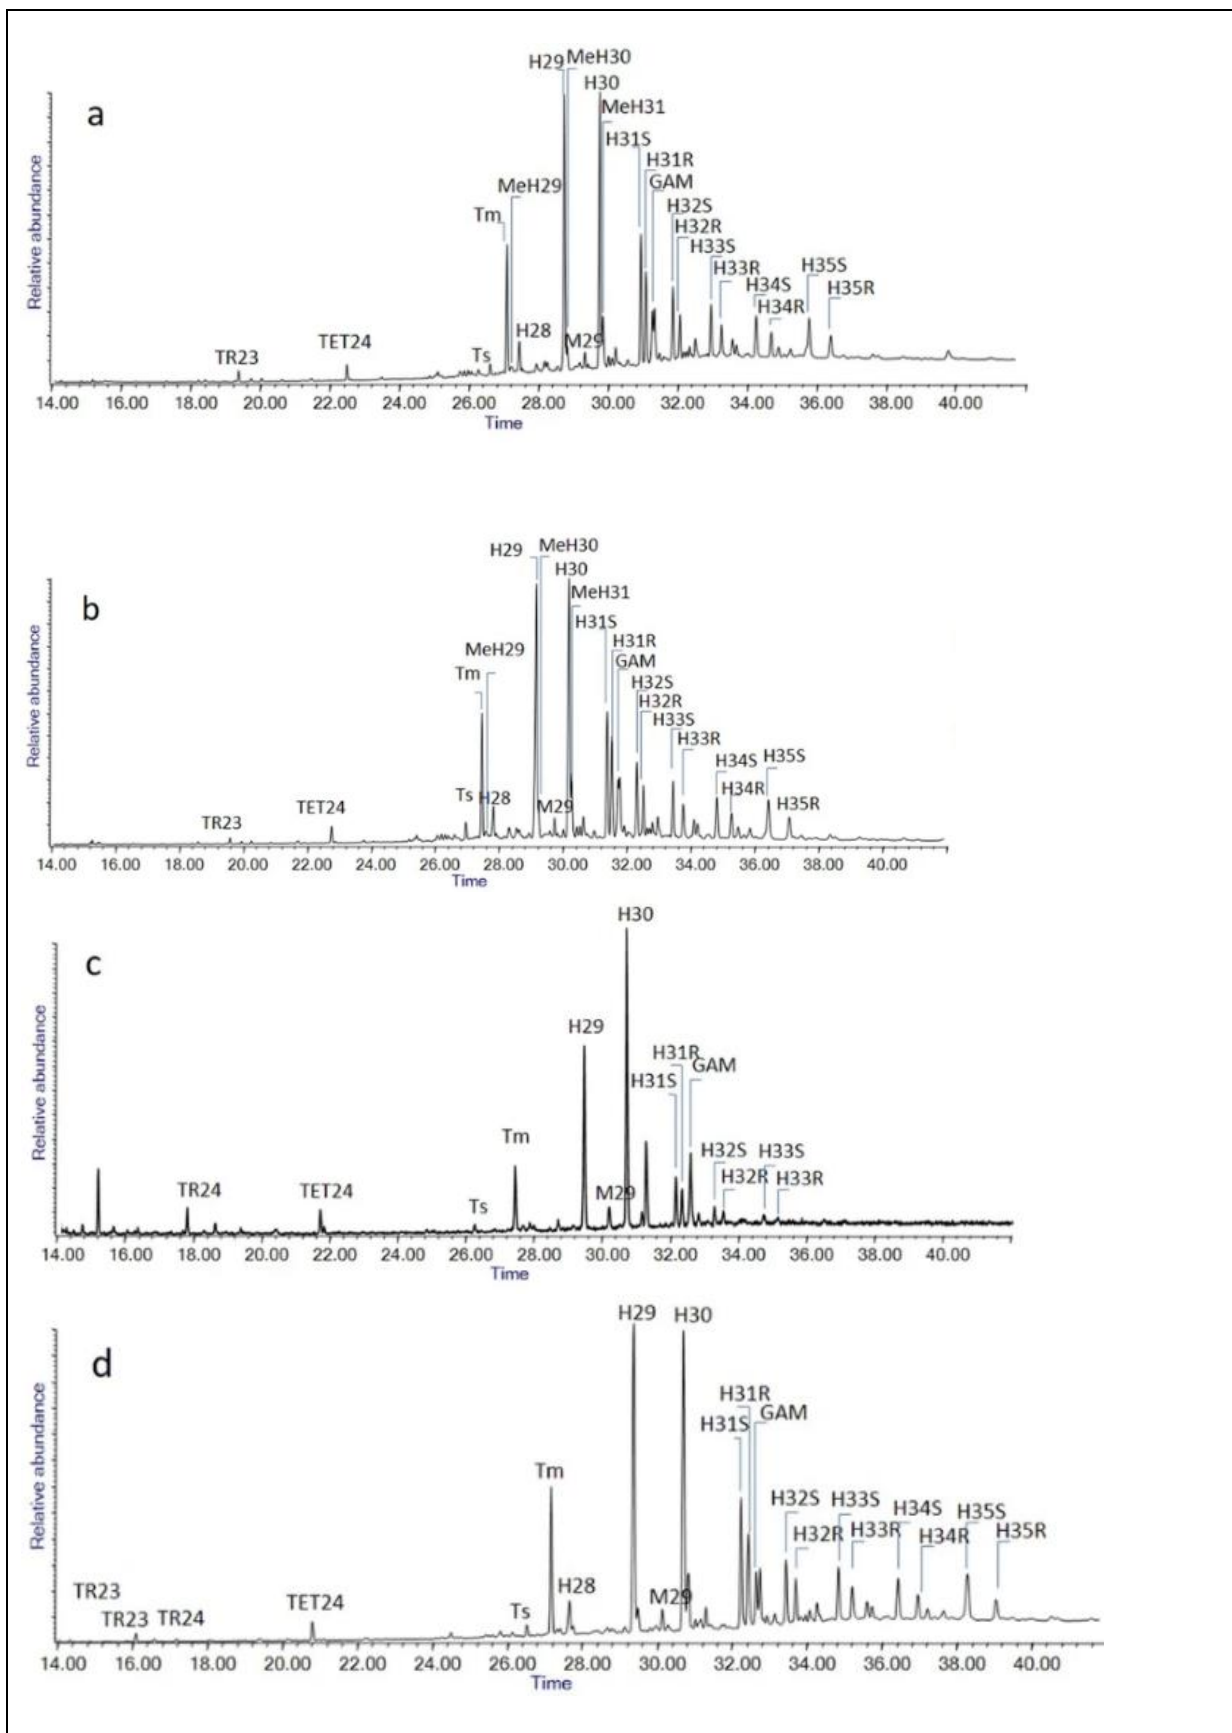 H29 MeH30
H30
a
MeH31
H31S
H31R
MeH29
GAM
Tm
H32S
H32R
H33S
H33R
H35S
H34S
H35R
H34R
H28
M29
TET24
Ts
TR23
Relative abundance
14.00 16.00 18.00 20.00 22.00 24.00 26.00 28.00 30.00 32.00 34.00 36.00 38.00 40.00
Time
H29 MeH30
H30
b
MeH31
H31S
H31R
MeH29
GAM
Tm
H32S
H32R
H33S
H33R
H34S H35S
H34R
Ts H28
M29
H35R
TET24
TR23
Relative abundance
14.00 16.00 18.00 20.00 22.00 24.00 26.00 28.00 30.00 32.00 34.00 36.00 38.00 40.00
Time
H30
c
H29
H31R
GAM
H31S
Tm
H32S H33S
H32R H33R
TR24 TET24
M29
Ts
Relative abundance
14.00 16.00 18.00 20.00 22.00 24.00 26.00 28.00 30.00 32.00 34.00 36.00 38.00 40.00
Time
H29 H30
d
H31R
GAM
H31S
Tm
H32S H33S H34S H35S
H32R H33R H34R H35R
H28
M29
TR23
TET24
Ts
TR23 TR24
Relative abundance
14.00 16.00 18.00 20.00 22.00 24.00 26.00 28.00 30.00 32.00 34.00 36.00 38.00 40.00
Time